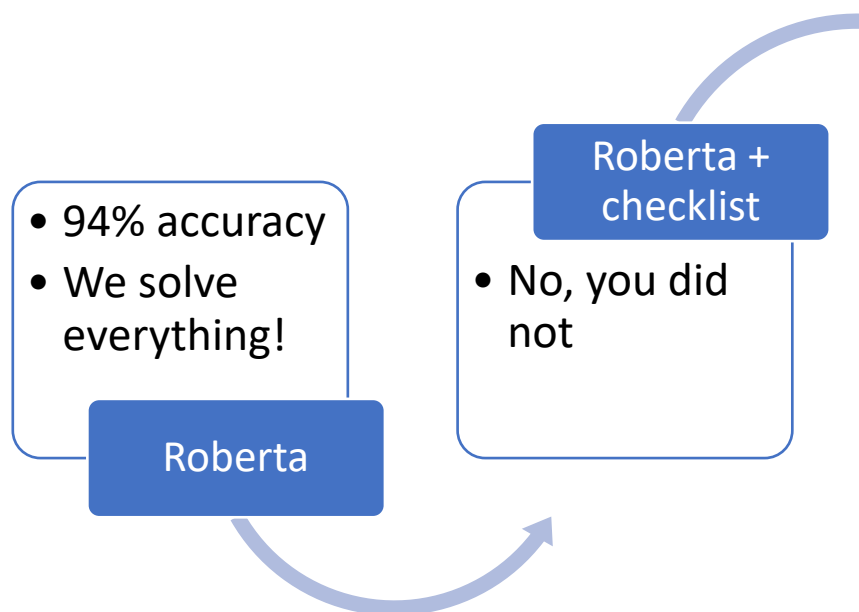 • 94% accuracy
• We solve
everything!
Roberta
Roberta +
checklist
• No, you did
not